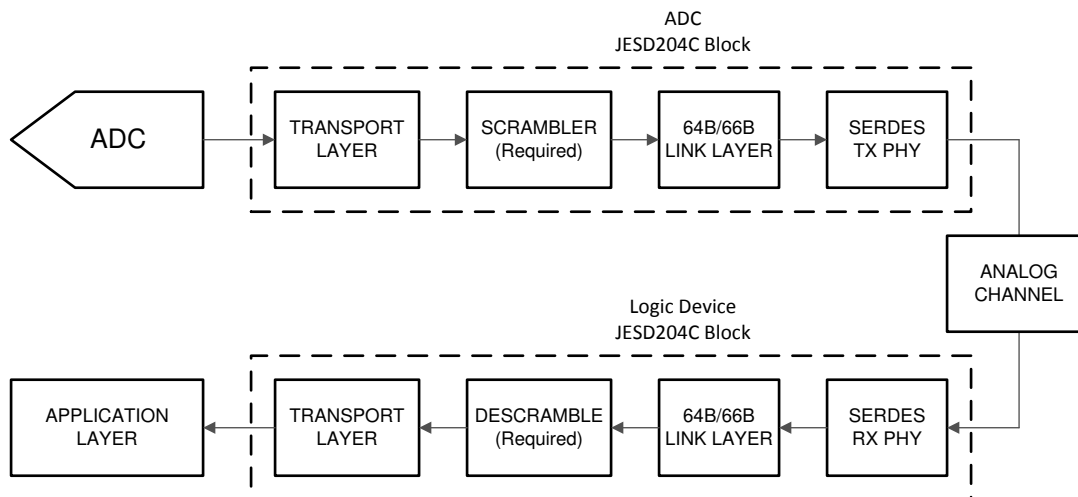 ADC
JESD204C Block
ADC
TRANSPORT
LAYER
SCRAMBLER
(Required)
64B/66B
LINK LAYER
SERDES
TX PHY
ANALOG
CHANNEL
Logic Device
JESD204C Block
APPLICATION
LAYER
TRANSPORT
LAYER
DESCRAMBLE
(Required)
64B/66B
LINK LAYER
SERDES
RX PHY